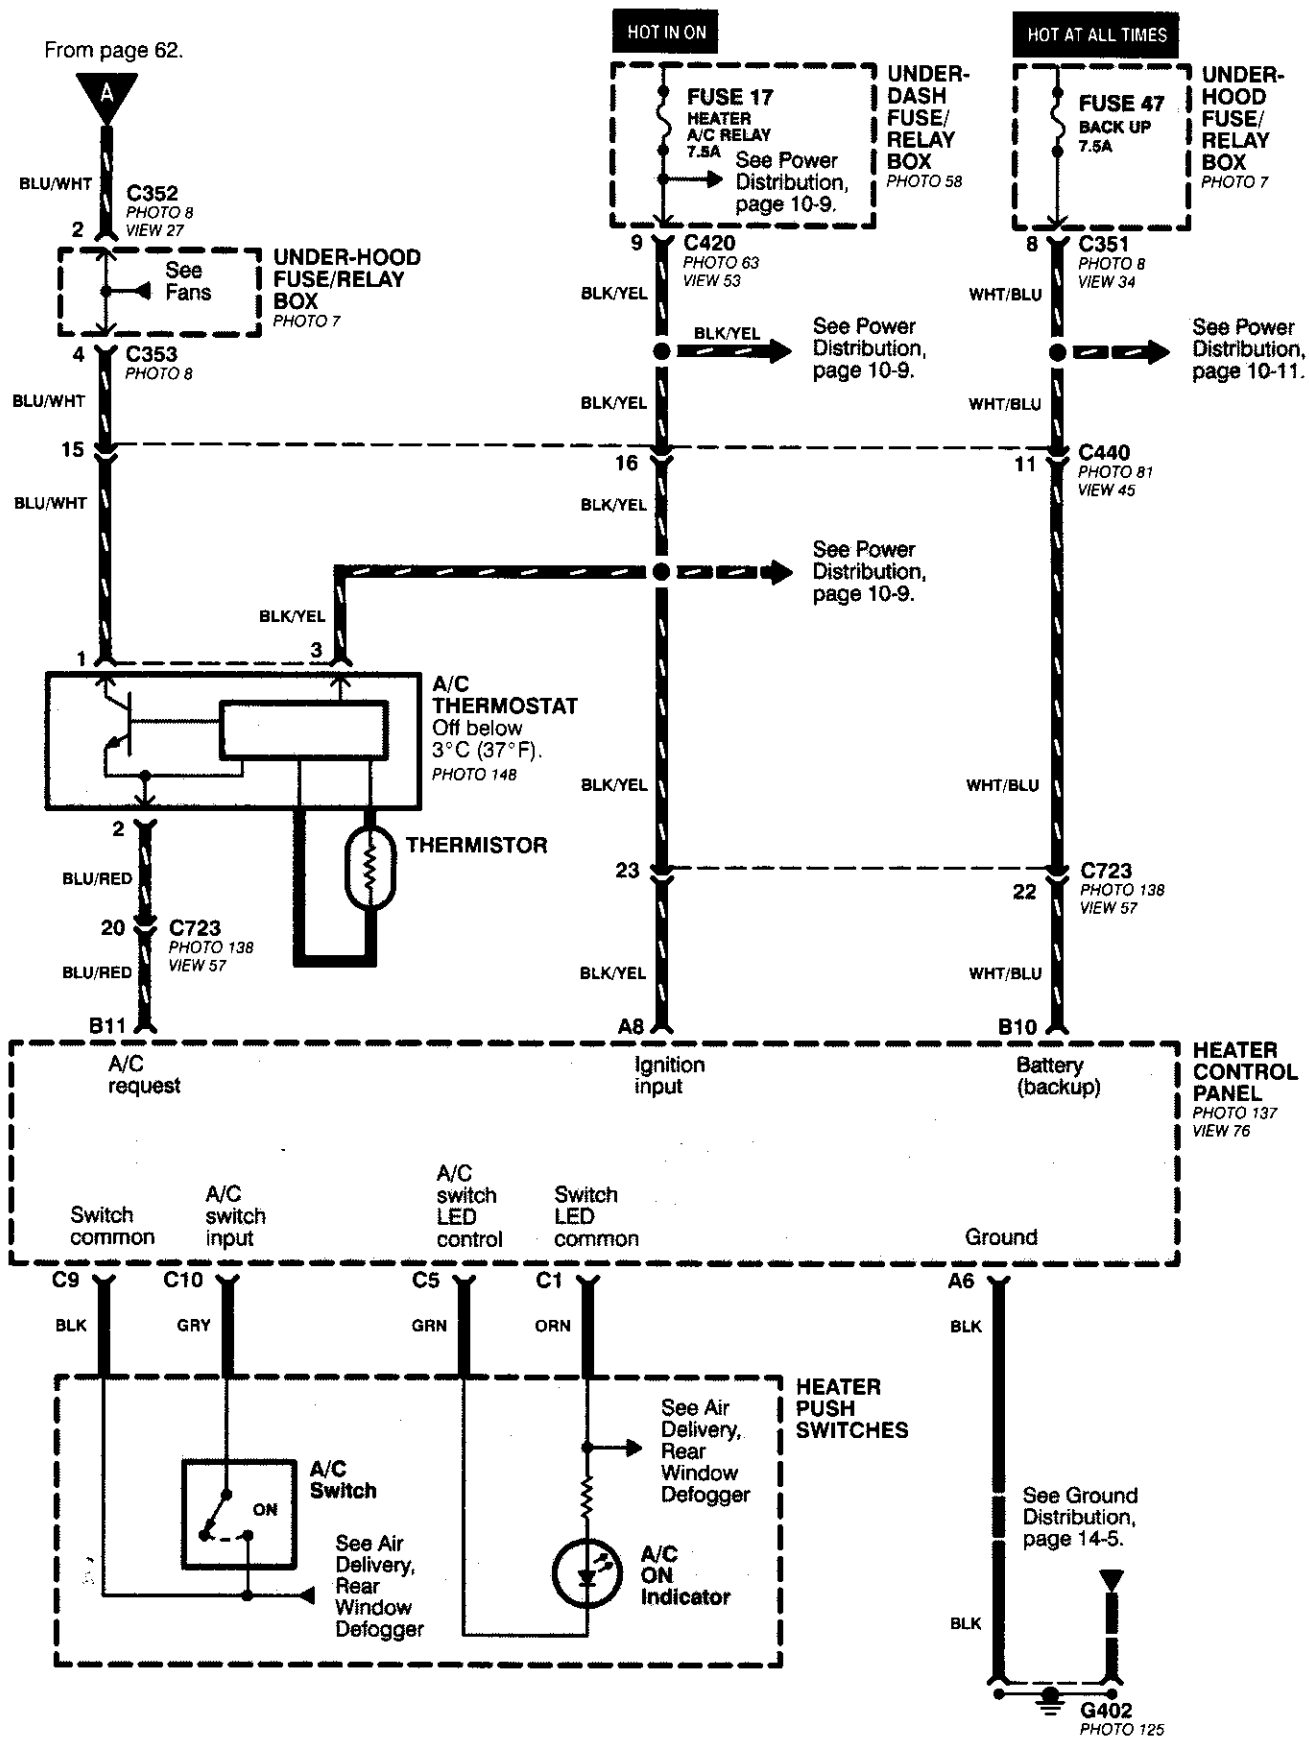 From page 62.
A
HOT IN ON
HOT AT ALL TIMES
FUSE 17
HEATER
A/C RELAY
7.5A
See Power
Distribution,
page 10-9.
UNDER-
DASH
FUSE/
RELAY
BOX
PHOTO 58
FUSE 47
BACK UP
7.5A
UNDER-
HOOD
FUSE/
RELAY
BOX
PHOTO 7
BLU/WHT
C352
PHOTO 8
VIEW 27
2
See
Fans
UNDER-HOOD
FUSE/RELAY
BOX
PHOTO 7
9
C420
PHOTO 63
VIEW 53
8
C351
PHOTO 8
VIEW 34
BLK/YEL
WHT/BLU
BLK/YEL
See Power
Distribution,
page 10-9.
See Power
Distribution,
page 10-11.
4
C353
PHOTO 8
BLU/WHT
BLK/YEL
WHT/BLU
15
16
11
C440
PHOTO 81
VIEW 45
BLU/WHT
BLK/YEL
See Power
Distribution,
page 10-9.
BLK/YEL
1
3
A/C
THERMOSTAT
Off below
3°C (37°F).
PHOTO 148
BLK/YEL
WHT/BLU
2
THERMISTOR
BLU/RED
23
22
C723
PHOTO 138
VIEW 57
20
C723
PHOTO 138
VIEW 57
BLU/RED
BLK/YEL
WHT/BLU
B11
A8
B10
A/C
request
Ignition
input
Battery
(backup)
HEATER
CONTROL
PANEL
PHOTO 137
VIEW 76
Switch
common
A/C
switch
input
A/C
switch
LED
control
Switch
LED
common
Ground
C9
C10
C5
C1
A6
BLK
GRY
GRN
ORN
BLK
HEATER
PUSH
SWITCHES
See Air
Delivery,
Rear
Window
Defogger
A/C
Switch
ON
See Air
Delivery,
Rear
Window
Defogger
A/C
ON
Indicator
See Ground
Distribution,
page 14-5.
BLK
G402
PHOTO 125